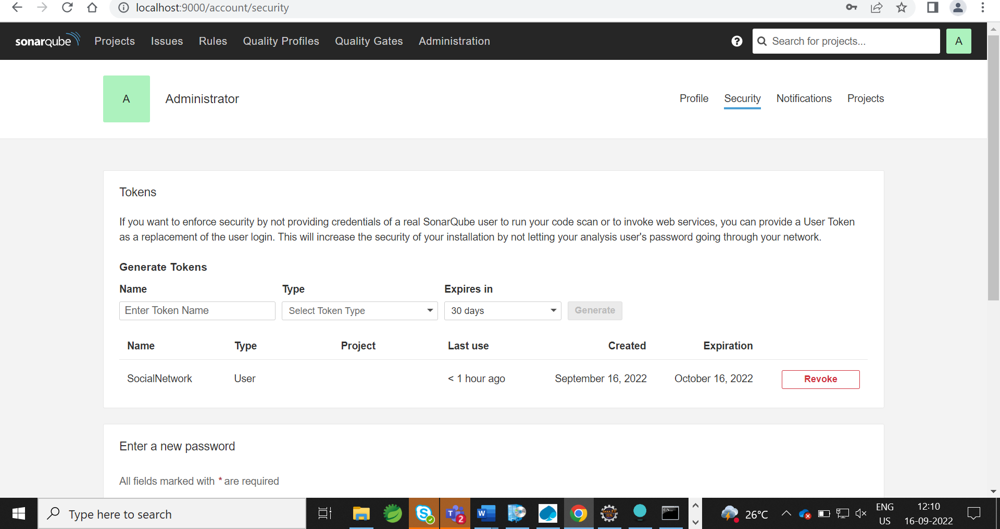 localhost:9000/account/security
sonarqube Projects Issues Rules Quality Profiles Quality Gates Administration ? Search for projects... A
A Administrator Profile Security Notifications Projects
Tokens
If you want to enforce security by not providing credentials of a real SonarQube user to run your code scan or to invoke web services, you can provide a User Token
as a replacement of the user login. This will increase the security of your installation by not letting your analysis user's password going through your network.
Generate Tokens
Name Type Expires in
Enter Token Name Select Token Type 30 days Generate
Name Type Project Last use Created Expiration
SocialNetwork User < 1 hour ago September 16, 2022 October 16, 2022 Revoke
Enter a new password
All fields marked with * are required
Type here to search 26°C ENG 12:10
US 16-09-2022